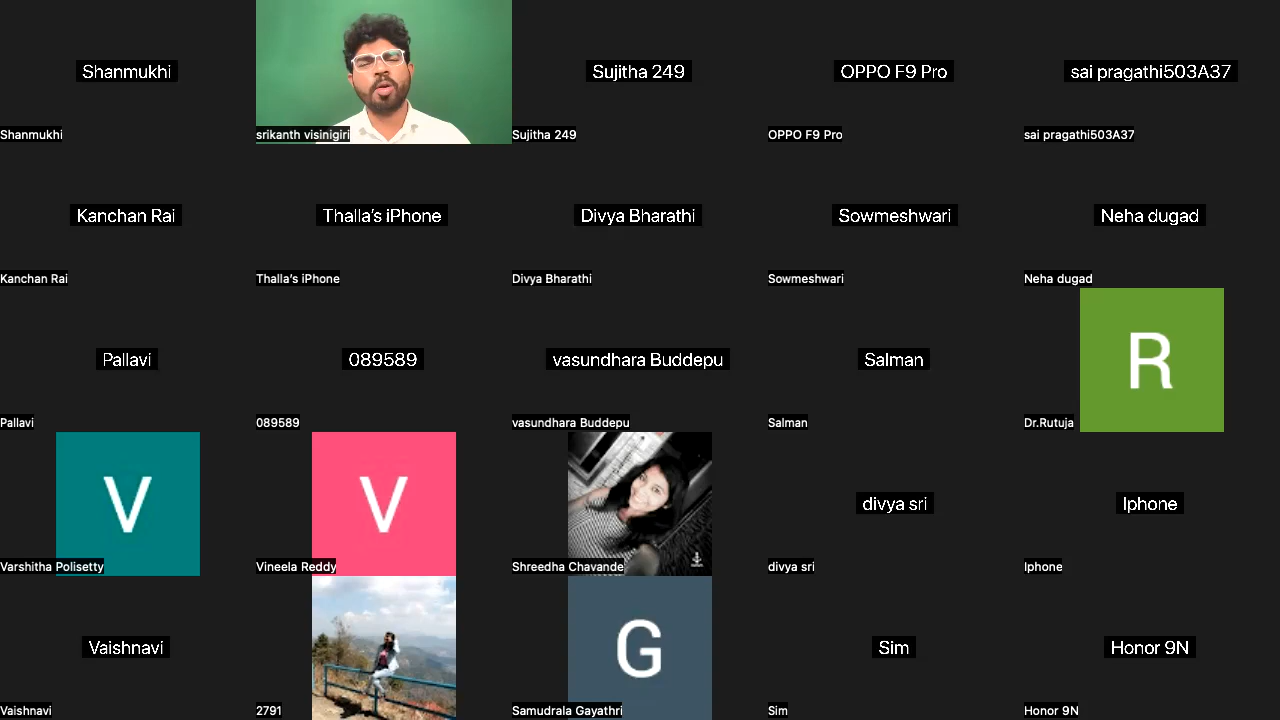 Shanmukhi
Sujitha 249
OPPO F9 Pro
sai pragathi503A37
Shanmukhi
srikanth visinigiri
Sujitha 249
OPPO F9 Pro
sai pragathi503A37
Kanchan Rai
Thalla's iPhone
Divya Bharathi
Sowmeshwari
Neha dugad
Kanchan Rai
Thalla's iPhone
Divya Bharathi
Sowmeshwari
Neha dugad
Pallavi
089589
vasundhara Buddepu
Salman
R
Pallavi
089589
vasundhara Buddepu
Salman
Dr.Rutuja
V
V
divya sri
Iphone
Varshitha Polisetty
Vineela Reddy
Shreedha Chavande
divya sri
Iphone
Vaishnavi
G
Sim
Honor 9N
Vaishnavi
2791
Samudrala Gayathri
Sim
Honor 9N